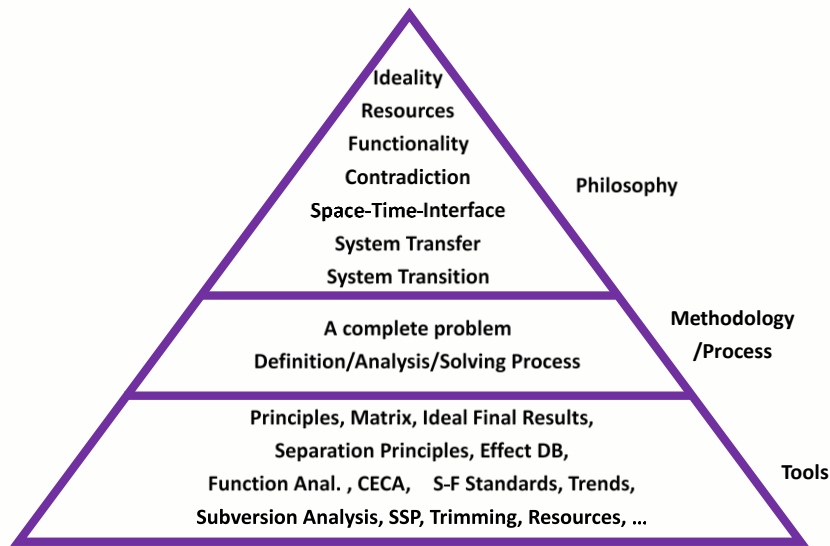 Ideality
Resources
Functionality
Contradiction
Space-Time-Interface
System Transfer
System Transition
Philosophy
A complete problem
Definition/Analysis/Solving Process
Methodology
/Process
Principles, Matrix, Ideal Final Results,
Separation Principles, Effect DB,
Function Anal. , CECA, S-F Standards, Trends,
Subversion Analysis, SSP, Trimming, Resources, ...
Tools